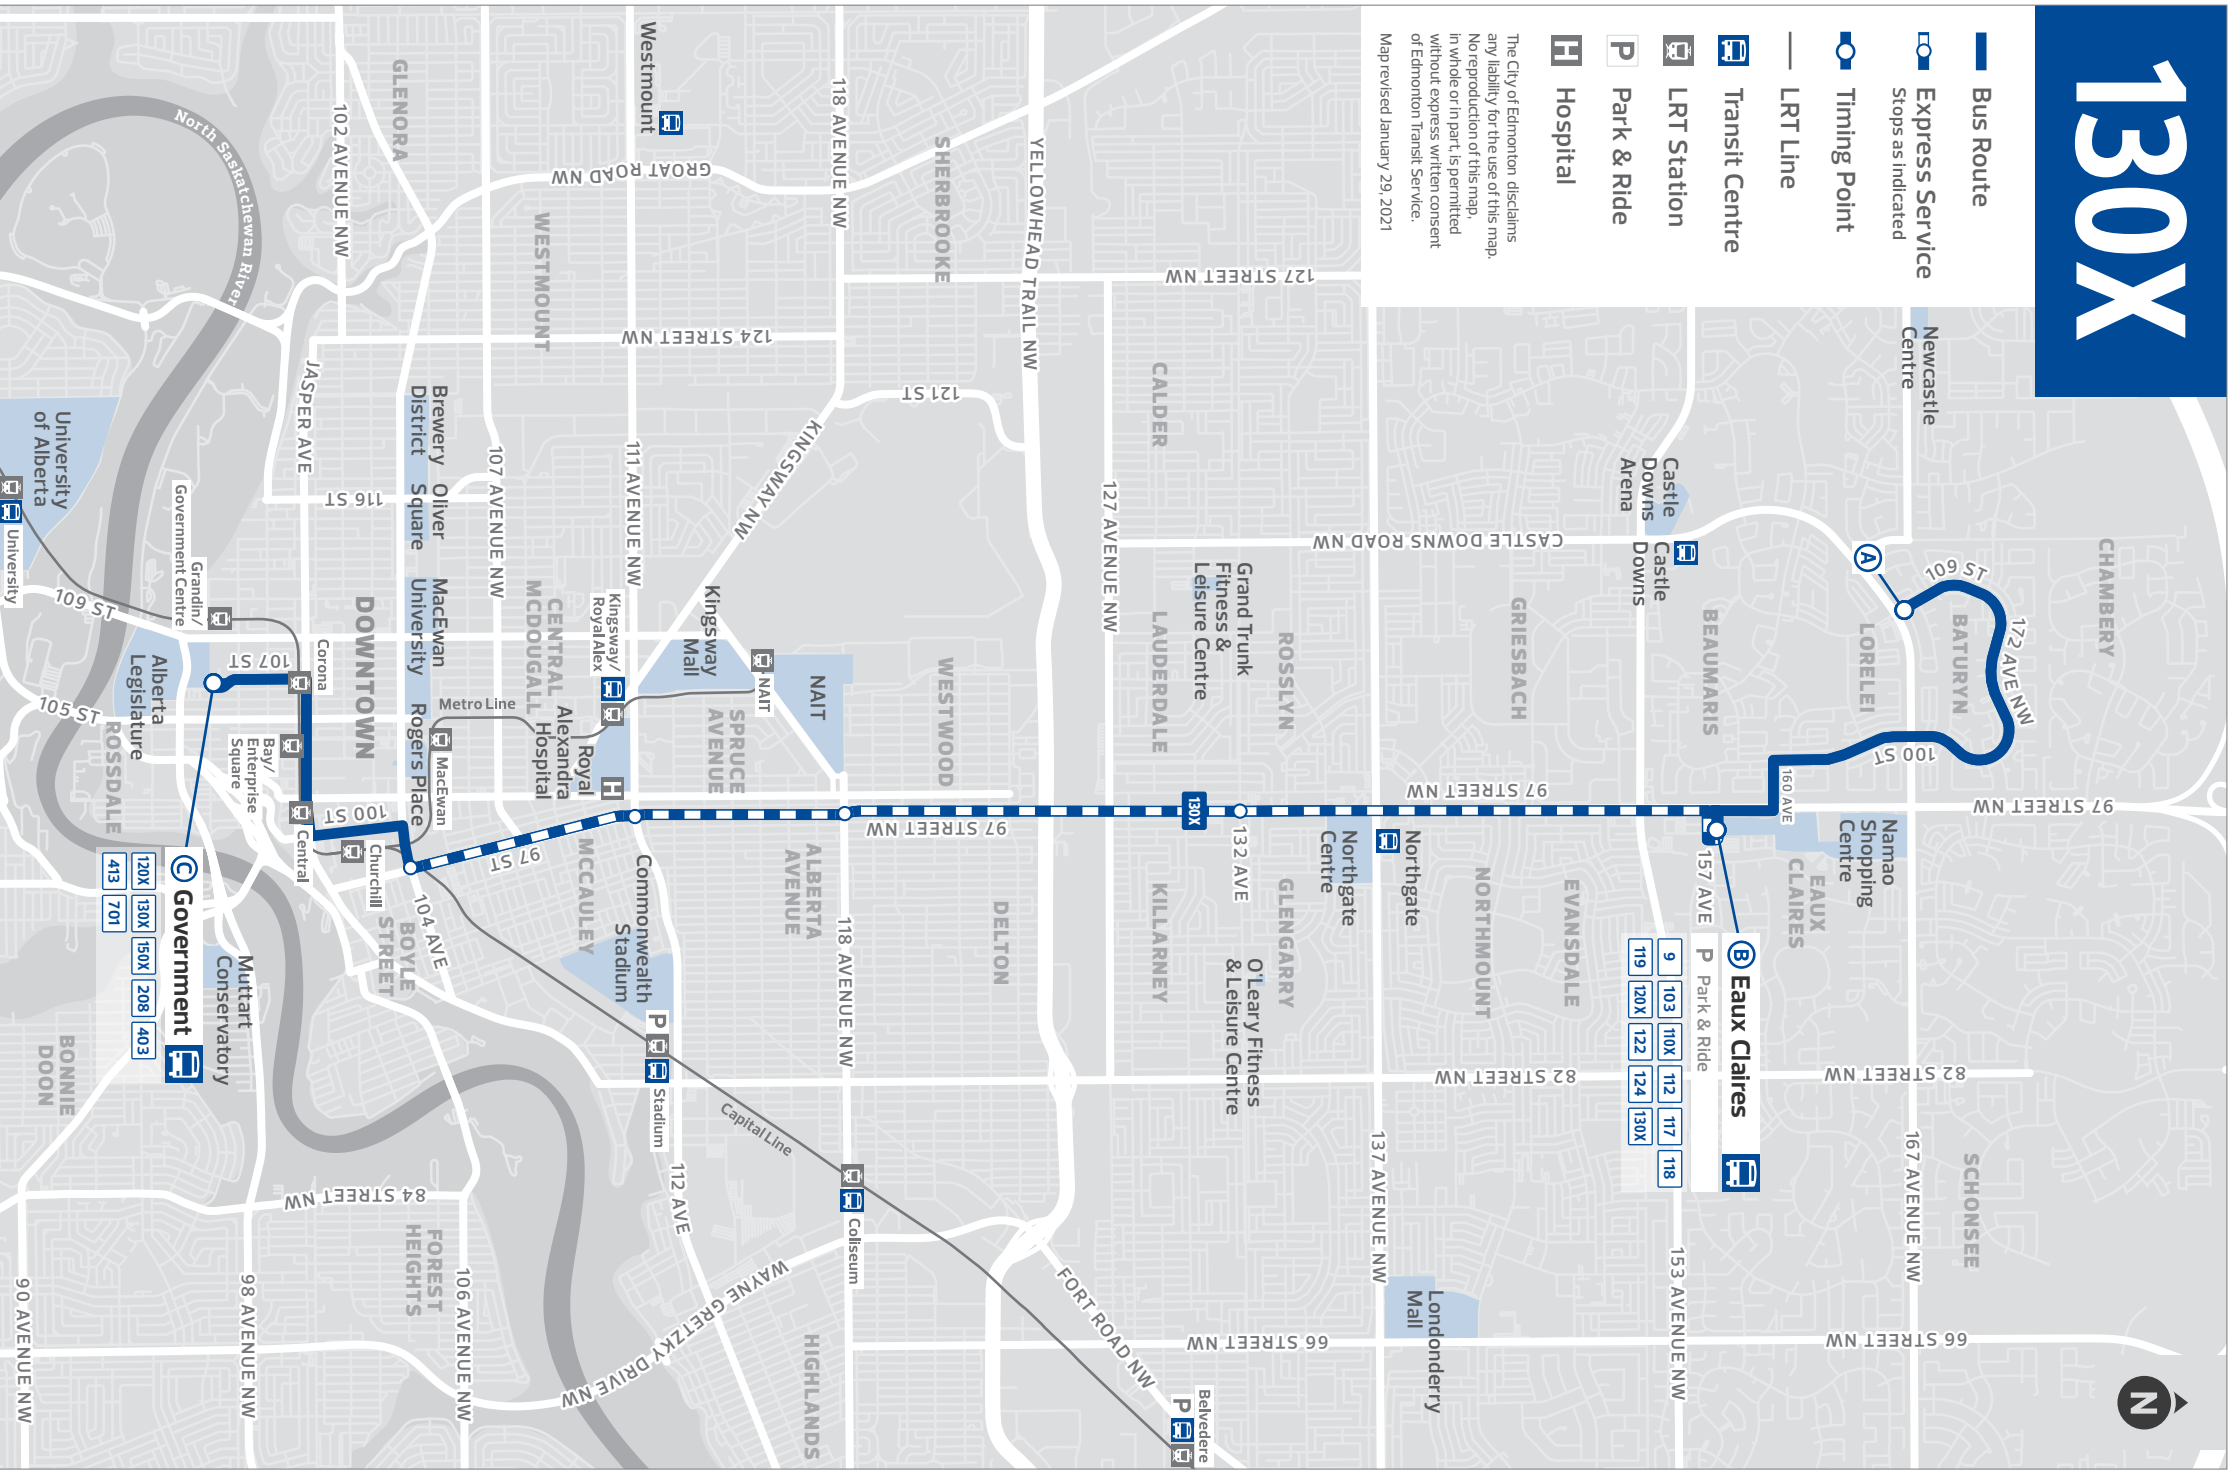 130X
Bus Route
Express Service
Stops as indicated
Timing Point
LRT Line
Transit Centre
LRT Station
Park & Ride
Hospital
The City of Edmonton disclaims
any liability for the use of this map.
No reproduction of this map,
in whole or in part, is permitted
without express written consent
of Edmonton Transit Service.
Map revised January 29, 2021
CHAMBERY
172 AVE NW
109 ST
BATURYN
Newcastle
Centre
A
LORELEI
100 ST
97 STREET NW
160 AVE
Namao
Shopping
Centre
EAUX
CLAIRES
82 STREET NW
167 AVENUE NW
SCHONSEE
66 STREET NW
N
BEAUMARIS
Castle
Downs
Arena
Castle
Downs
157 AVE
B Eaux Claires
P Park & Ride
9
103
110X
112
117
118
119
120X
122
124
130X
153 AVENUE NW
CASTLE DOWNS ROAD NW
GRIESBACH
EVANSDALE
97 STREET NW
NORTHMOUNT
82 STREET NW
Northgate
Northgate
Centre
137 AVENUE NW
Londonderry
Mall
127 STREET NW
ROSSLYN
Grand Trunk
Fitness &
Leisure Centre
GLENGARRY
O'Leary Fitness
& Leisure Centre
132 AVE
130X
66 STREET NW
CALDER
LAUDERDALE
KILLARNEY
127 AVENUE NW
Belvedere
P
FORT ROAD NW
YELLOWHEAD TRAIL NW
SHERBROOKE
121 ST
WESTWOOD
97 STREET NW
DELTON
118 AVENUE NW
118 AVENUE NW
Coliseum
KINGSWAY NW
NAIT
NAIT
ALBERTA
AVENUE
HIGHLANDS
124 STREET NW
GROAT ROAD NW
Kingsway
Mall
SPRUCE
AVENUE
Capital Line
WAYNE GRETZKY DRIVE NW
Westmount
111 AVENUE NW
Kingsway/
Royal Alex
H
Royal
Alexandra
Hospital
Commonwealth
Stadium
P
Stadium
112 AVE
WESTMOUNT
CENTRAL
MCDOUGALL
MCCAULEY
97 ST
107 AVENUE NW
Metro Line
MacEwan
Brewery
District
Oliver
Square
MacEwan
University
Rogers Place
104 AVE
106 AVENUE NW
FOREST
HEIGHTS
84 STREET NW
GLENORA
116 ST
DOWNTOWN
100 ST
Churchill
BOYLE
STREET
102 AVENUE NW
JASPER AVE
Corona
Central
Bay/
Enterprise
Square
107 ST
Muttart
Conservatory
98 AVENUE NW
North Saskatchewan River
Grandin/
Government Centre
C Government
120X
130X
150X
208
403
413
701
Alberta
Legislature
109 ST
105 ST
ROSSDALE
BONNIE
DOON
University
of Alberta
University
90 AVENUE NW